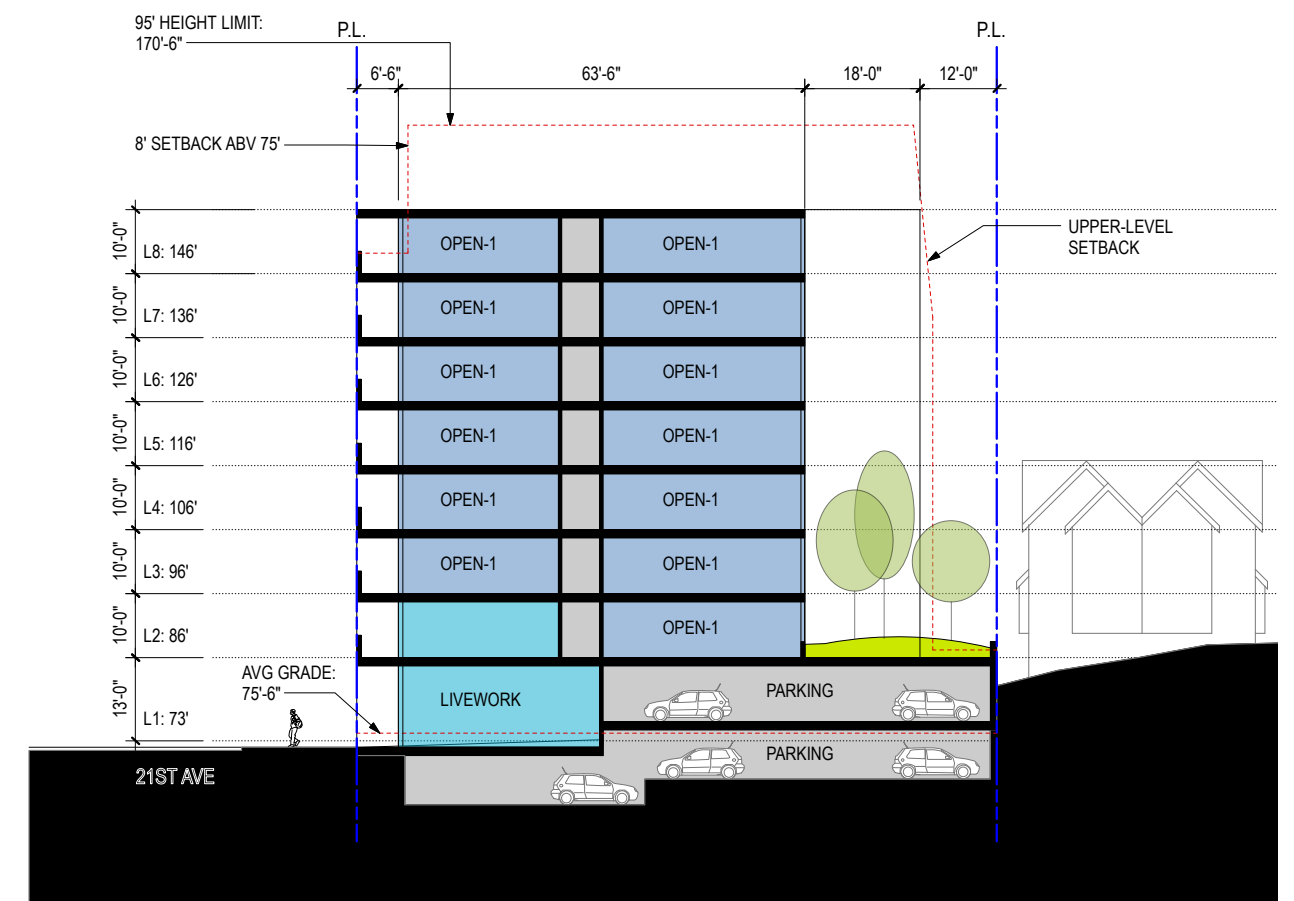 95' HEIGHT LIMIT:
170'-6"
P.L.
P.L.
6'-6"
63'-6"
18'-0"
12'-0"
8' SETBACK ABV 75'
UPPER-LEVEL
SETBACK
10'-0"
L8: 146'
OPEN-1
OPEN-1
10'-0"
L7: 136'
OPEN-1
OPEN-1
10'-0"
L6: 126'
OPEN-1
OPEN-1
10'-0"
L5: 116'
OPEN-1
OPEN-1
10'-0"
L4: 106'
OPEN-1
OPEN-1
10'-0"
L3: 96'
OPEN-1
OPEN-1
10'-0"
L2: 86'
OPEN-1
AVG GRADE:
75'-6"
13'-0"
L1: 73'
LIVEWORK
PARKING
PARKING
21ST AVE